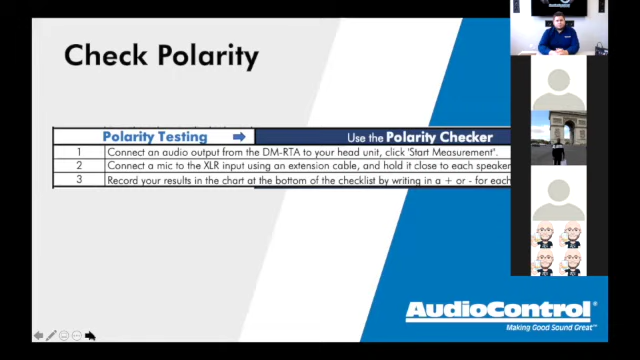 Check Polarity
Polarity Testing
Use the Polarity Checker
1 Connect an audio output from the DM-RTA to your head unit, click 'Start Measurement'.
2 Connect a mic to the XLR input using an extension cable, and hold it close to each speaker
3 Record your results in the chart at the bottom of the checklist by writing in a + or - for each
AudioControl®
Making Good Sound Great™